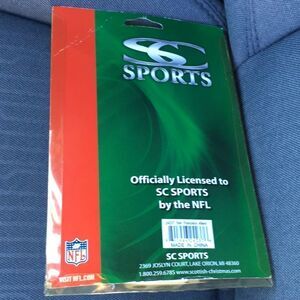 SC
SPORTS
Officially Licensed to
SC SPORTS
by the NFL
MADE IN CHINA
SC SPORTS
2369 JOSLYN COURT, LAKE ORION, MI 48360
1.800.259.6785 www.scottish-christmas.com
NFL
VISIT NFL.COM